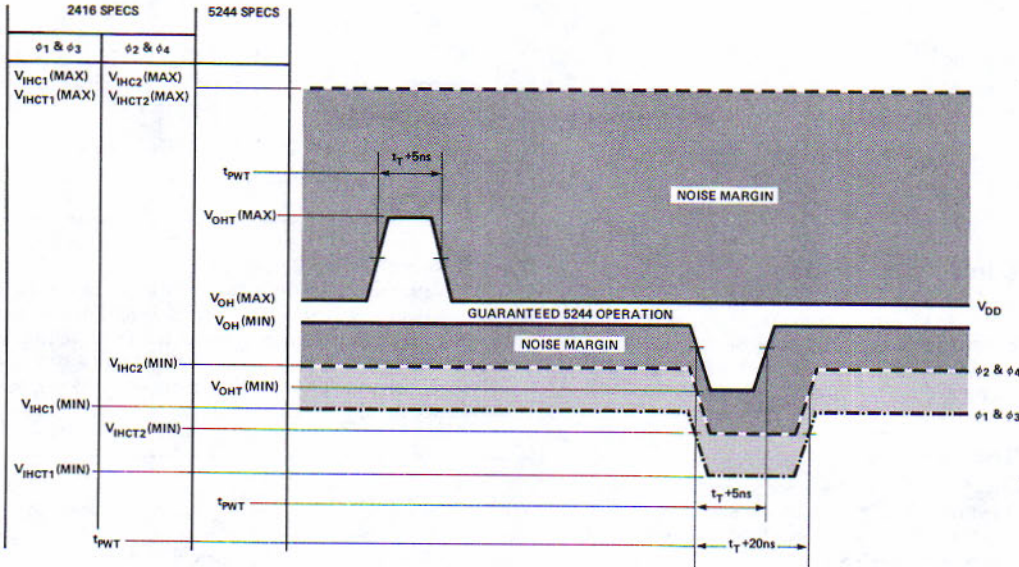 2416 SPECS
5244 SPECS
ϕ1 & ϕ3
ϕ2 & ϕ4
VIHC1(MAX)
VIHCT1(MAX)
VIHC2(MAX)
VIHCT2(MAX)
tT +5ns
tPWT
NOISE MARGIN
VOHT(MAX)
VOH(MAX)
VDD
GUARANTEED 5244 OPERATION
VOH(MIN)
NOISE MARGIN
VIHC2(MIN)
ϕ2 & ϕ4
VOHT(MIN)
VIHC1(MIN)
ϕ1 & ϕ3
VIHCT2(MIN)
VIHCT1(MIN)
tT +5ns
tPWT
tPWT
tT +20ns